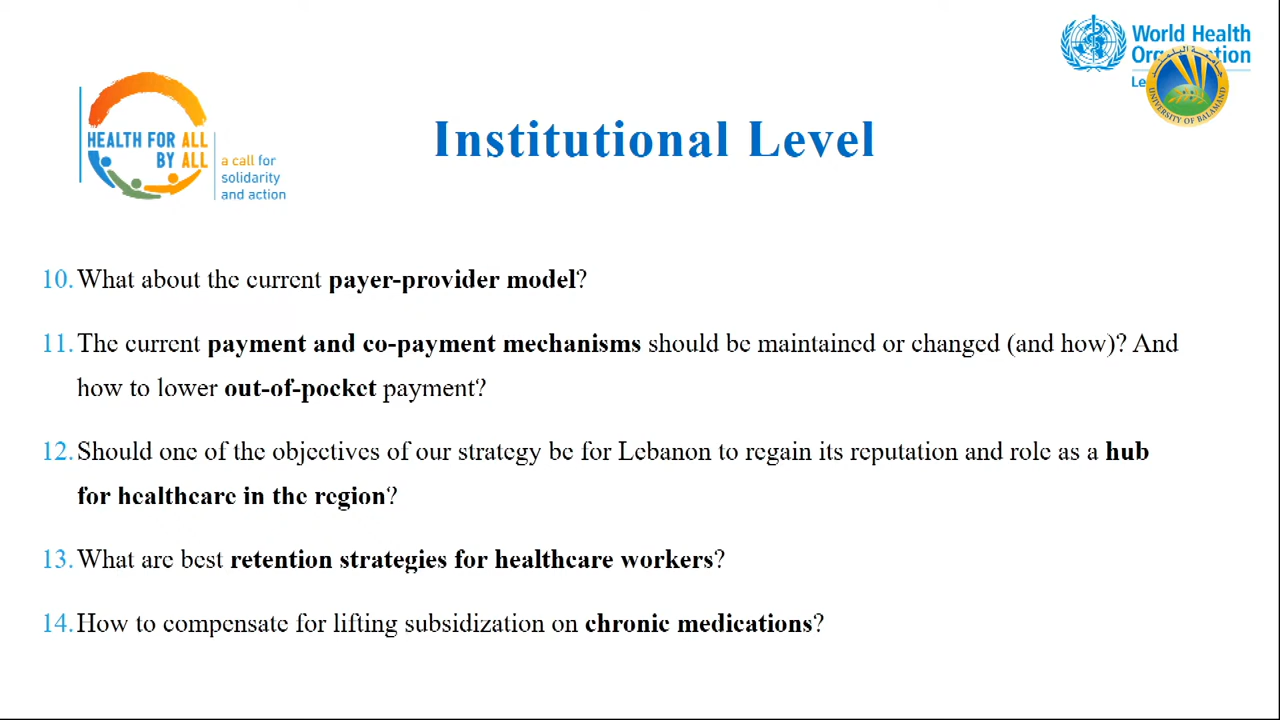 World Health
Organization
HEALTH FOR ALL
BY ALL
a call for
solidarity
and action
UNIVERSITY OF BALAMAND
Institutional Level
10. What about the current payer-provider model?
11. The current payment and co-payment mechanisms should be maintained or changed (and how)? And
how to lower out-of-pocket payment?
12. Should one of the objectives of our strategy be for Lebanon to regain its reputation and role as a hub
for healthcare in the region?
13. What are best retention strategies for healthcare workers?
14. How to compensate for lifting subsidization on chronic medications?